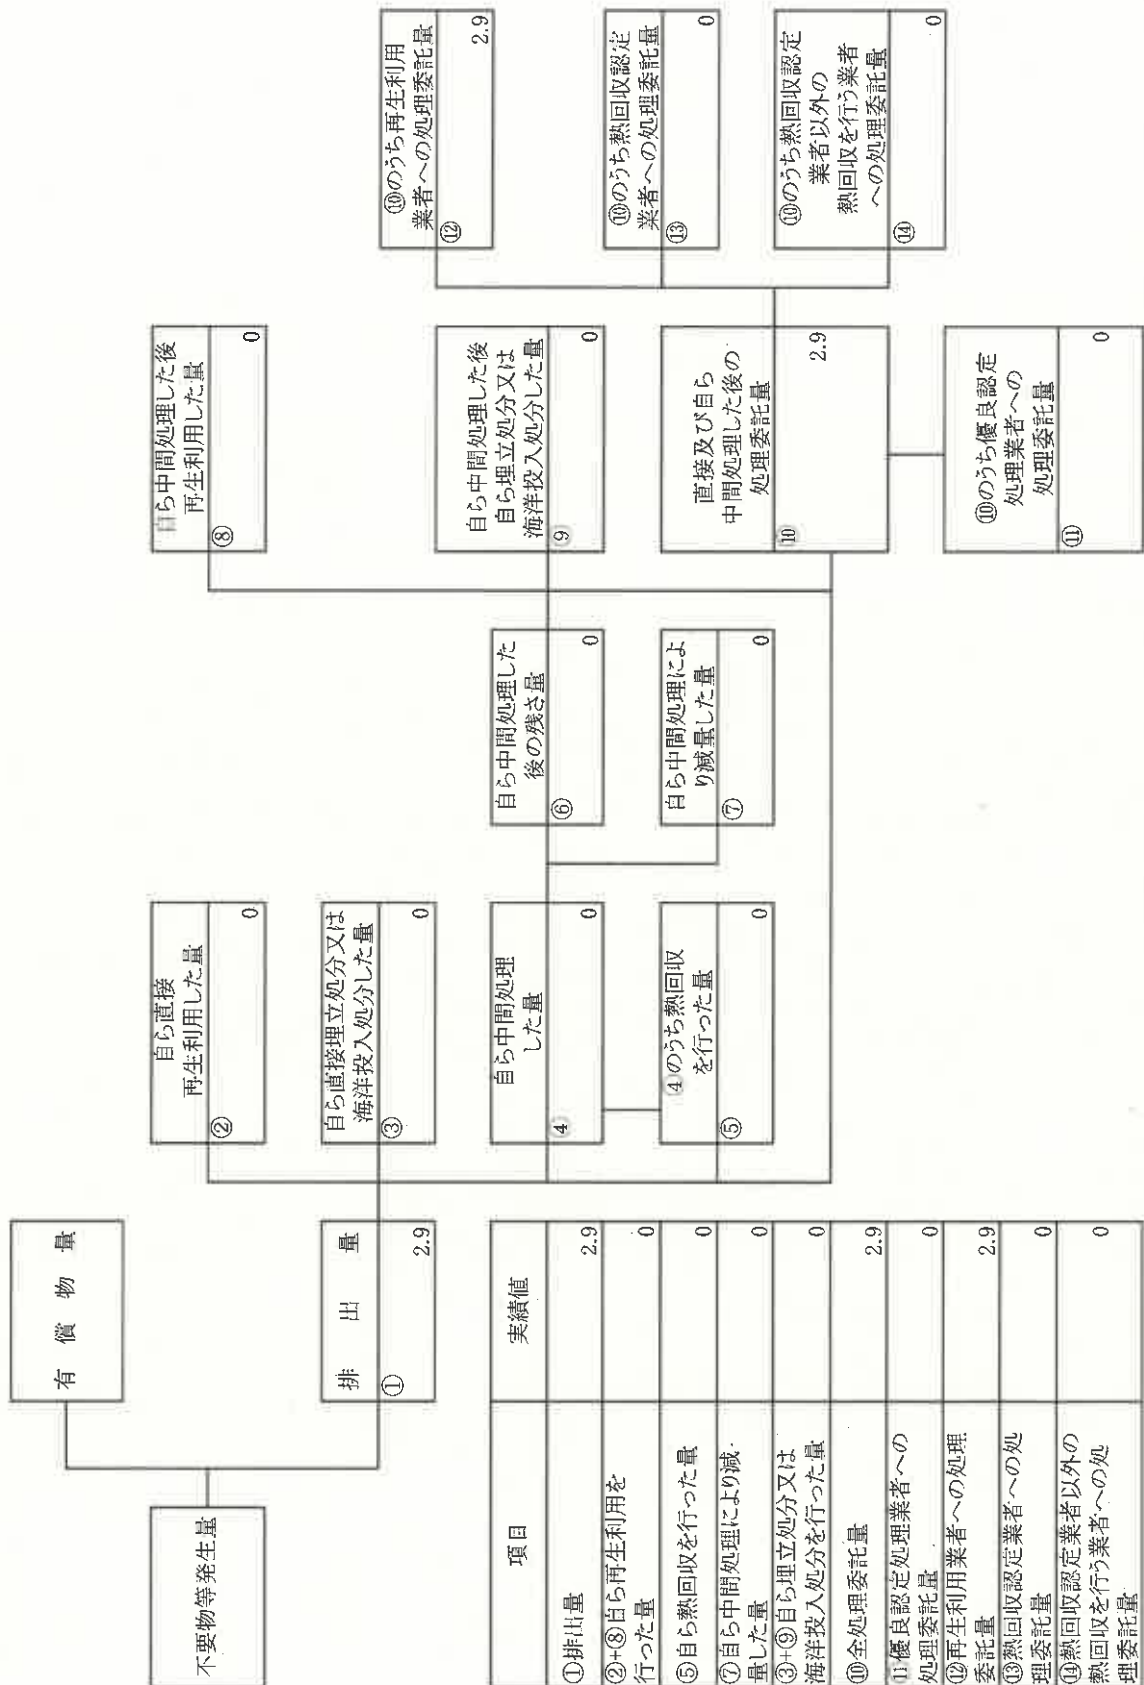 不要物等発生量
有償物量
排出量
①
2.9
自ら直接
再生利用した量
②
0
自ら直接埋立処分又は
海洋投入処分した量
③
0
自ら中間処理
した量
④
0
④のうち熱回収
を行った量
⑤
0
自ら中間処理した
後の残さ量
⑥
0
自ら中間処理によ
り減量した量
⑦
0
自ら中間処理した後
再生利用した量
⑧
0
自ら中間処理した後
自ら埋立処分又は
海洋投入処分した量
⑨
0
直接及び自ら
中間処理した後の
処理委託量
⑩
2.9
⑩のうち優良認定
処理業者への
処理委託量
⑪
0
⑩のうち再生利用
業者への処理委託量
⑫
2.9
⑩のうち熱回収認定
業者への処理委託量
⑬
0
⑩のうち熱回収認定
業者以外の
熱回収を行う業者
への処理委託量
⑭
0
項目 実績値
①排出量 2.9
②+⑧自ら再生利用を
行った量 0
⑤自ら熱回収を行った量 0
⑦自ら中間処理により減
量した量 0
③+⑨自ら埋立処分又は
海洋投入処分を行った量 0
⑩全処理委託量 2.9
⑪優良認定処理業者への
処理委託量 0
⑫再生利用業者への処理
委託量 2.9
⑬熱回収認定業者への処
理委託量 0
⑭熱回収認定業者以外の
熱回収を行う業者への処
理委託量 0